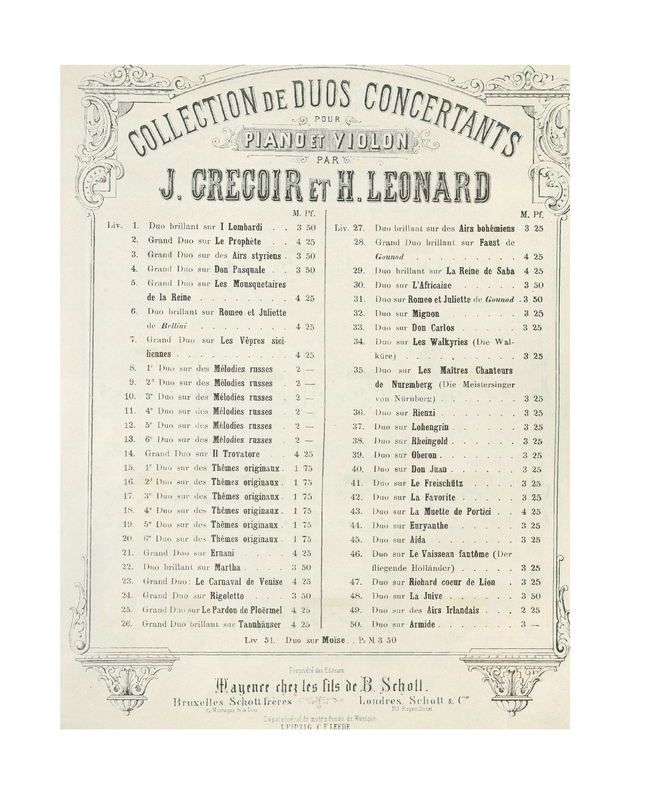 COLLECTION DE DUOS CONCERTANTS
POUR
PIANO ET VIOLON
PAR
J. GREGOIR ET H. LEONARD
M. Pf.
Liv. 1. Duo brillant sur I Lombardi . . 3 50
2. Grand Duo sur Le Prophète . . 4 25
3. Grand Duo sur des Airs styriens . 3 50
4. Grand Duo sur Don Pasquale . . 3 50
5. Grand Duo sur Les Mousquetaires
de la Reine . . . . . . . . 4 25
6. Duo brillant sur Romeo et Juliette
de Bellini . . . . . . . . 4 25
7. Grand Duo sur Les Vêpres sici-
liennes . . . . . . . . . . 4 25
8. 1r Duo sur des Mélodies russes . 2 —
9. 2d Duo sur des Mélodies russes . 2 —
10. 3e Duo sur des Mélodies russes . 2 —
11. 4e Duo sur des Mélodies russes . 2 —
12. 5e Duo sur des Mélodies russes . 2 —
13. 6e Duo sur des Mélodies russes . 2 —
14. Grand Duo sur Il Trovatore . 4 25
15. 1r Duo sur des Thêmes originaux . 1 75
16. 2d Duo sur des Thêmes originaux . 1 75
17. 3e Duo sur des Thêmes originaux . 1 75
18. 4e Duo sur des Thêmes originaux . 1 75
19. 5e Duo sur des Thêmes originaux . 1 75
20. 6e Duo sur des Thêmes originaux . 1 75
21. Grand Duo sur Ernani . . . . 4 25
22. Duo brillant sur Martha . . . 3 50
23. Grand Duo: Le Carnaval de Venise 4 25
24. Grand Duo sur Rigoletto . . . 3 50
25. Grand Duo sur Le Pardon de Ploërmel 4 25
26. Grand Duo brillant sur Tannhäuser 4 25
M. Pf.
Liv. 27. Duo brillant sur des Airs bohémiens 3 25
28. Grand Duo brillant sur Faust de
Gounod . . . . . . . . . . 4 25
29. Duo brillant sur La Reine de Saba 4 25
30. Duo sur L'Africaine . . . . . 3 50
31. Duo sur Romeo et Juliette de Gounod . 3 50
32. Duo sur Mignon . . . . . . 3 25
33. Duo sur Don Carlos . . . . . 3 25
34. Duo sur Les Walkyries (Die Wal-
küre) . . . . . . . . . . 3 25
35. Duo sur Les Maîtres Chanteurs
de Nuremberg (Die Meistersinger
von Nürnberg) . . . . . . . 3 25
36. Duo sur Rienzi . . . . . . 3 25
37. Duo sur Lohengrin . . . . . 3 25
38. Duo sur Rheingold . . . . . 3 25
39. Duo sur Oberon . . . . . . 3 25
40. Duo sur Don Juan . . . . . 3 25
41. Duo sur Le Freischütz . . . . 3 25
42. Duo sur La Favorite . . . . 3 25
43. Duo sur La Muette de Portici . . 4 25
44. Duo sur Euryanthe . . . . . 3 25
45. Duo sur Aida . . . . . . . 3 25
46. Duo sur Le Vaisseau fantôme (Der
fliegende Holländer) . . . . . 3 25
47. Duo sur Richard coeur de Lion . 3 25
48. Duo sur La Juive . . . . . . 3 50
49. Duo sur des Airs Irlandais . . . 2 25
50. Duo sur Armide . . . . . . 3 —
Liv. 51. Duo sur Moïse . . Pr M 3 50
Propriété des Editeurs.
Mayence chez les fils de B. Schott.
Bruxelles, Schott frères
Londres, Schott & Cie
82 Montagne de la Cour.
159 Regent Street.
Dépôt général de notre Fonds de Musique.
LEIPZIG, C. F. LEEDE